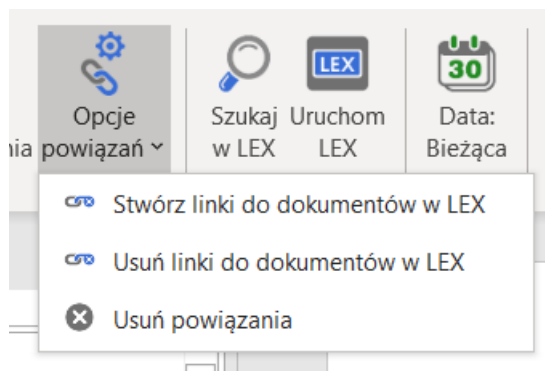 LEX
30
Opcje
powiązań
Szukaj
w LEX
Uruchom
LEX
Data:
Bieżąca
Stwórz linki do dokumentów w LEX
Usuń linki do dokumentów w LEX
Usuń powiązania